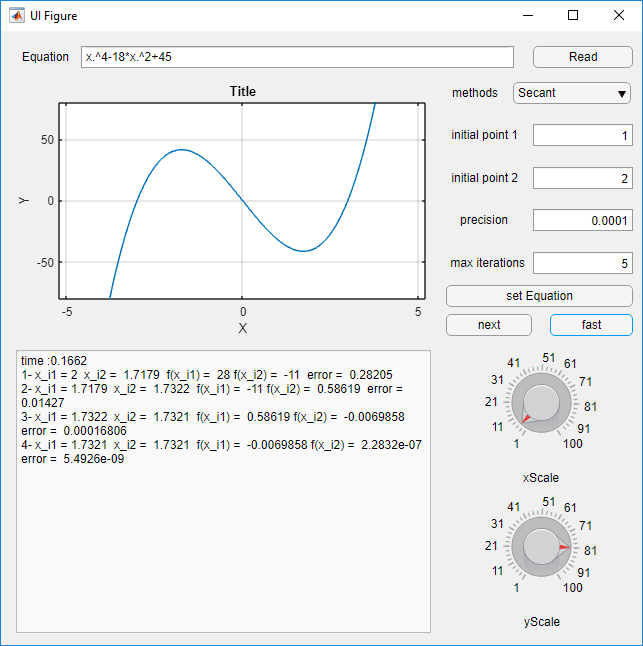 UI Figure
Equation x.^4-18*x.^2+45 Read
methods Secant
Title
initial point 1 1
initial point 2 2
precision 0.0001
max iterations 5
set Equation
next fast
50
0
-50
Y
-5 0 5
X
time :0.1662
1- x_i1 = 2  x_i2 =  1.7179  f(x_i1) =  28 f(x_i2) =  -11  error =  0.28205
2- x_i1 = 1.7179  x_i2 =  1.7322  f(x_i1) =  -11 f(x_i2) =  0.58619  error =
0.01427
3- x_i1 = 1.7322  x_i2 =  1.7321  f(x_i1) =  0.58619 f(x_i2) =  -0.0069858
error =  0.00016806
4- x_i1 = 1.7321  x_i2 =  1.7321  f(x_i1) =  -0.0069858 f(x_i2) =  2.2832e-07
error =  5.4926e-09
1 11 21 31 41 51 61 71 81 91 100
xScale
1 11 21 31 41 51 61 71 81 91 100
yScale